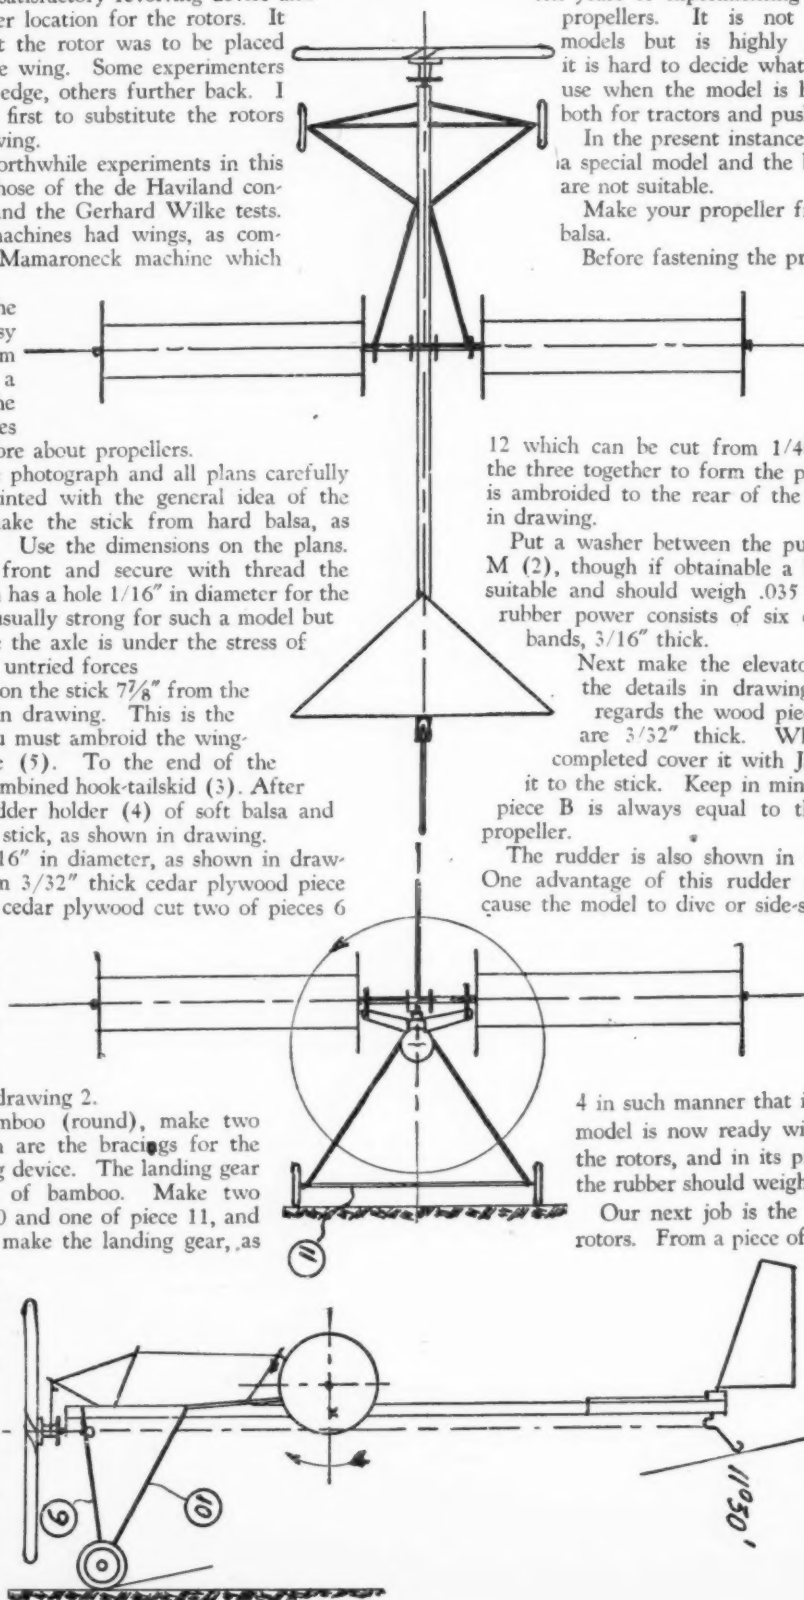 satisfactory revolving device and
er location for the rotors. It
t the rotor was to be placed
e wing. Some experimenters
edge, others further back. I
first to substitute the rotors
wing.
orthwhile experiments in this
hose of the de Haviland con-
nd the Gerhard Wilke tests.
machines had wings, as com-
Mamaroneck machine which
ne
sy
m
a
he
es
ore about propellers.
e photograph and all plans carefully
inted with the general idea of the
ake the stick from hard balsa, as
Use the dimensions on the plans.
front and secure with thread the
h has a hole 1/16" in diameter for the
usually strong for such a model but
e the axle is under the stress of
untried forces
on the stick 7⅞" from the
n drawing. This is the
u must ambroid the wing-
e (5). To the end of the
mbined hook-tailskid (3). After
dder holder (4) of soft balsa and
stick, as shown in drawing.
16" in diameter, as shown in draw-
n 3/32" thick cedar plywood piece
cedar plywood cut two of pieces 6
drawing 2.
mboo (round), make two
h are the bracings for the
g device. The landing gear
of bamboo. Make two
0 and one of piece 11, and
make the landing gear, as
propellers. It is not
models but is highly
it is hard to decide what
use when the model is h
both for tractors and pus
In the present instance
a special model and the b
are not suitable.
Make your propeller f
balsa.
Before fastening the pr
12 which can be cut from 1/4
the three together to form the p
is ambroided to the rear of the
in drawing.
Put a washer between the pu
M (2), though if obtainable a
suitable and should weigh .035
rubber power consists of six
bands, 3/16" thick.
Next make the elevato
the details in drawing
regards the wood piec
are 3/32" thick. Wh
completed cover it with J
it to the stick. Keep in min
piece B is always equal to th
propeller.
The rudder is also shown in
One advantage of this rudder
cause the model to dive or side-s
4 in such manner that i
model is now ready wi
the rotors, and in its p
the rubber should weigh
Our next job is the
rotors. From a piece of
11
9
10
x
11°30'